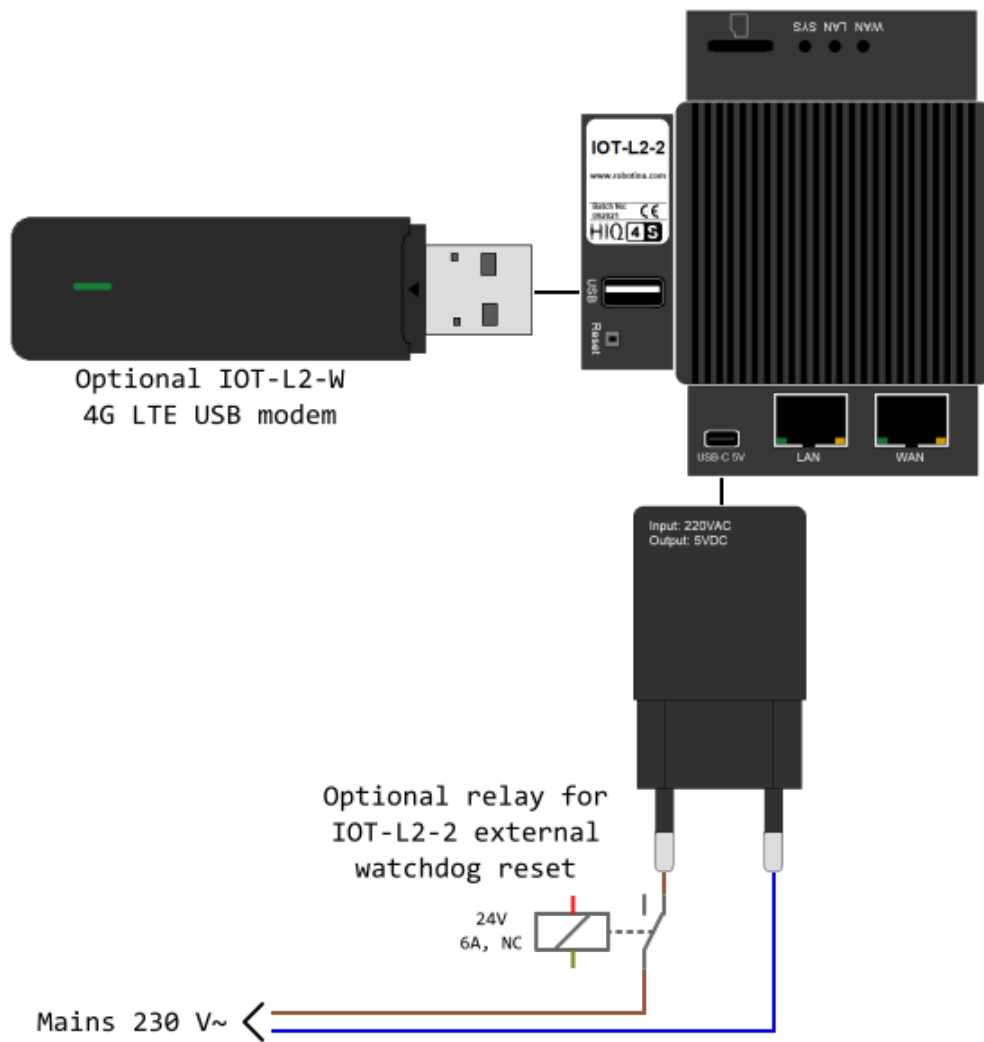 SYS LAN WAN
IOT-L2-2
www.robotina.com
Batch No:
HIQ 4S
USB
Reset
Optional IOT-L2-W
4G LTE USB modem
USB-C 5V
LAN
WAN
Input: 220VAC
Output: 5VDC
Optional relay for
IOT-L2-2 external
watchdog reset
24V
6A, NC
Mains 230 V~